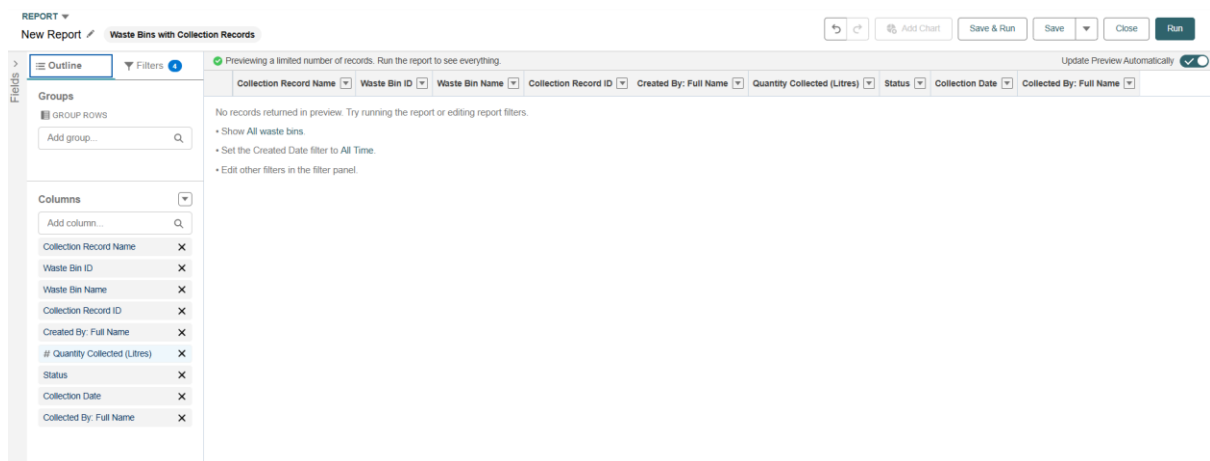 REPORT
New Report
Waste Bins with Collection Records
Add Chart
Save & Run
Save
Close
Run
Fields
Outline
Filters 4
Previewing a limited number of records. Run the report to see everything.
Update Preview Automatically
Groups
GROUP ROWS
Add group...
Columns
Add column...
Collection Record Name
Waste Bin ID
Waste Bin Name
Collection Record ID
Created By: Full Name
# Quantity Collected (Litres)
Status
Collection Date
Collected By: Full Name
Collection Record Name Waste Bin ID Waste Bin Name Collection Record ID Created By: Full Name Quantity Collected (Litres) Status Collection Date Collected By: Full Name
No records returned in preview. Try running the report or editing report filters.
• Show All waste bins.
• Set the Created Date filter to All Time.
• Edit other filters in the filter panel.